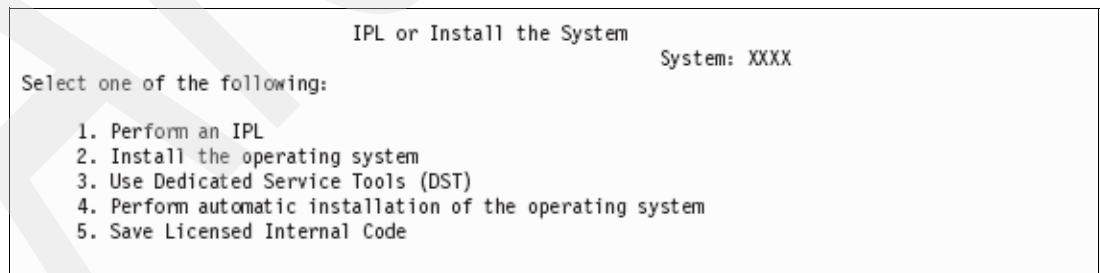 IPL or Install the System
System: XXXX
Select one of the following:
1. Perform an IPL
2. Install the operating system
3. Use Dedicated Service Tools (DST)
4. Perform automatic installation of the operating system
5. Save Licensed Internal Code